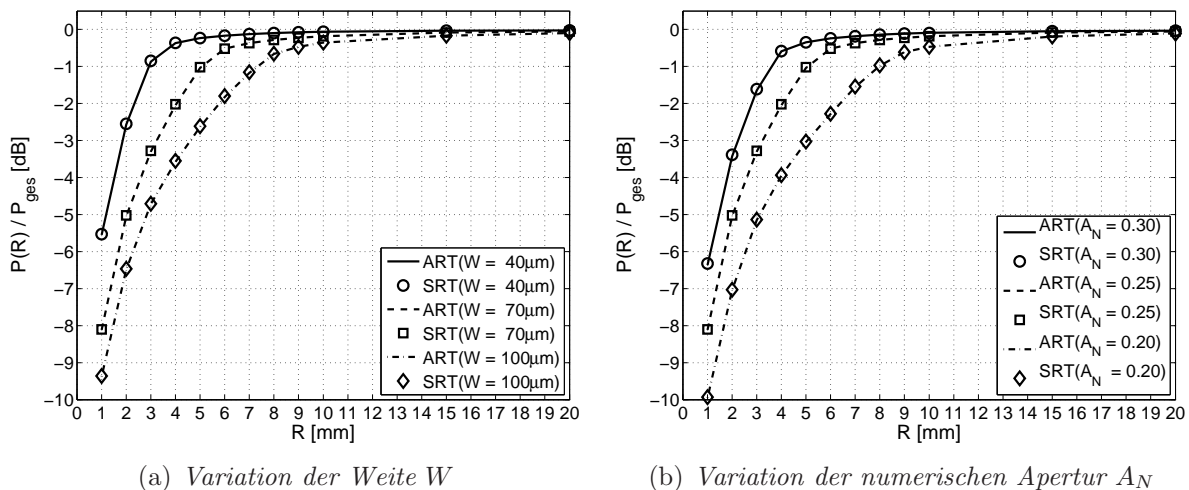 0
−1
−2
−3
−4
−5
−6
−7
−8
−9
−10
P(R) / P_ges [dB]
ART(W = 40µm)
SRT(W = 40µm)
ART(W = 70µm)
SRT(W = 70µm)
ART(W = 100µm)
SRT(W = 100µm)
0 1 2 3 4 5 6 7 8 9 10 11 12 13 14 15 16 17 18 19 20
R [mm]
(a) Variation der Weite W
0
−1
−2
−3
−4
−5
−6
−7
−8
−9
−10
P(R) / P_ges [dB]
ART(A_N = 0.30)
SRT(A_N = 0.30)
ART(A_N = 0.25)
SRT(A_N = 0.25)
ART(A_N = 0.20)
SRT(A_N = 0.20)
0 1 2 3 4 5 6 7 8 9 10 11 12 13 14 15 16 17 18 19 20
R [mm]
(b) Variation der numerischen Apertur A_N